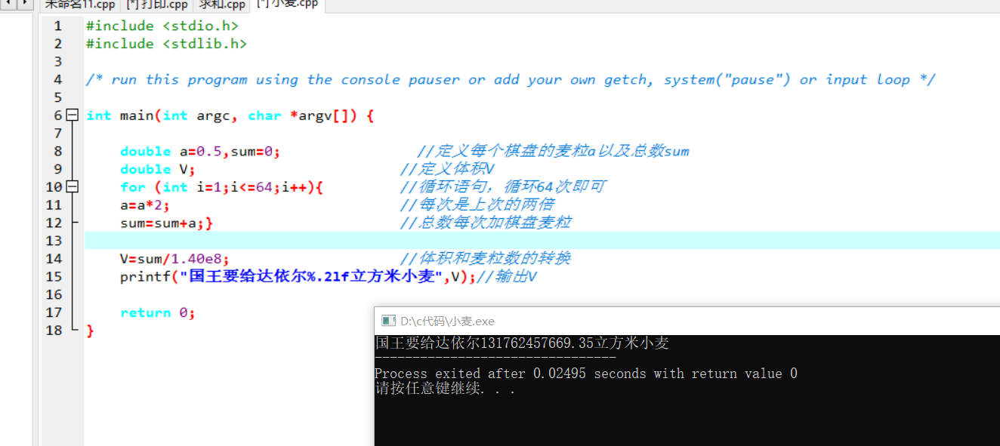 未命名11.cpp [*] 打印.cpp 求和.cpp [*] 小麦.cpp
1 #include <stdio.h>
2 #include <stdlib.h>
3
4 /* run this program using the console pauser or add your own getch, system("pause") or input loop */
5
6 int main(int argc, char *argv[]) {
7
8 double a=0.5,sum=0; //定义每个棋盘的麦粒a以及总数sum
9 double V; //定义体积V
10 for (int i=1;i<=64;i++){ //循环语句，循环64次即可
11 a=a*2; //每次是上次的两倍
12 sum=sum+a;} //总数每次加棋盘麦粒
13
14 V=sum/1.40e8; //体积和麦粒数的转换
15 printf("国王要给达依尔%.2lf立方米小麦",V);//输出V
16
17 return 0;
18 }
D:\c代码\小麦.exe
国王要给达依尔131762457669.35立方米小麦
--------------------------------
Process exited after 0.02495 seconds with return value 0
请按任意键继续. . .